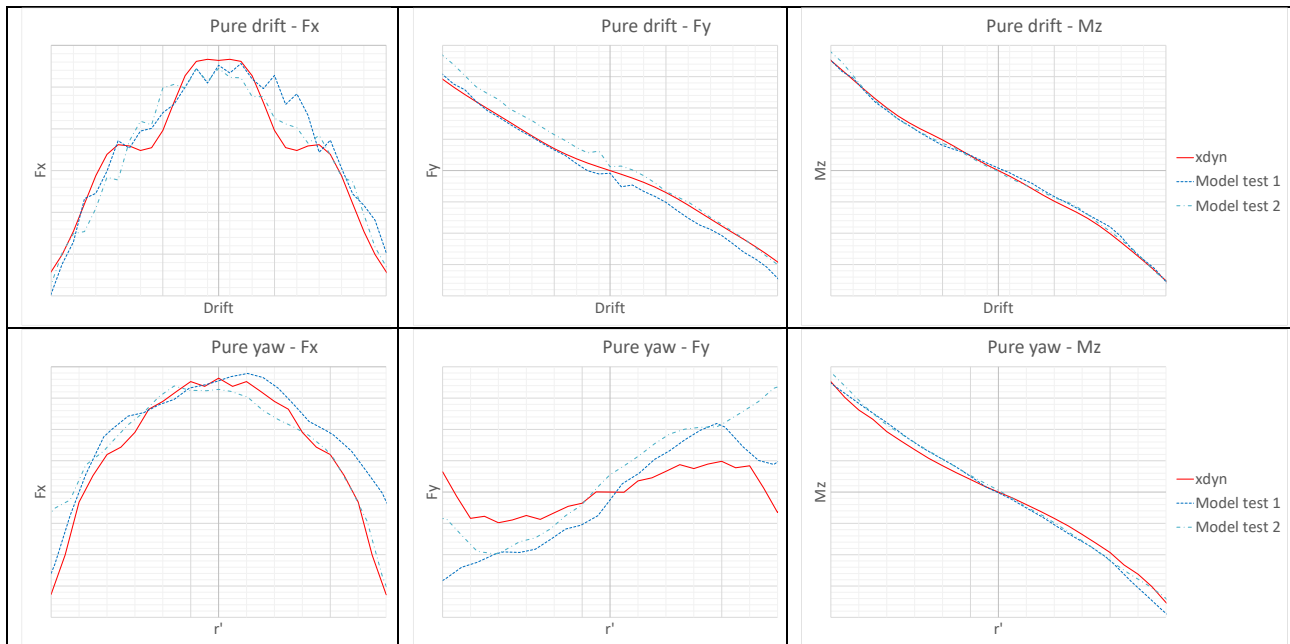 Pure drift - Fx
Fx
Drift
Pure drift - Fy
Fy
Pure drift - Mz
Mz
Drift
xdyn
Model test 1
Model test 2
Pure yaw - Fx
Fx
r'
Pure yaw - Fy
Fy
r'
Pure yaw - Mz
Mz
r'
xdyn
Model test 1
Model test 2